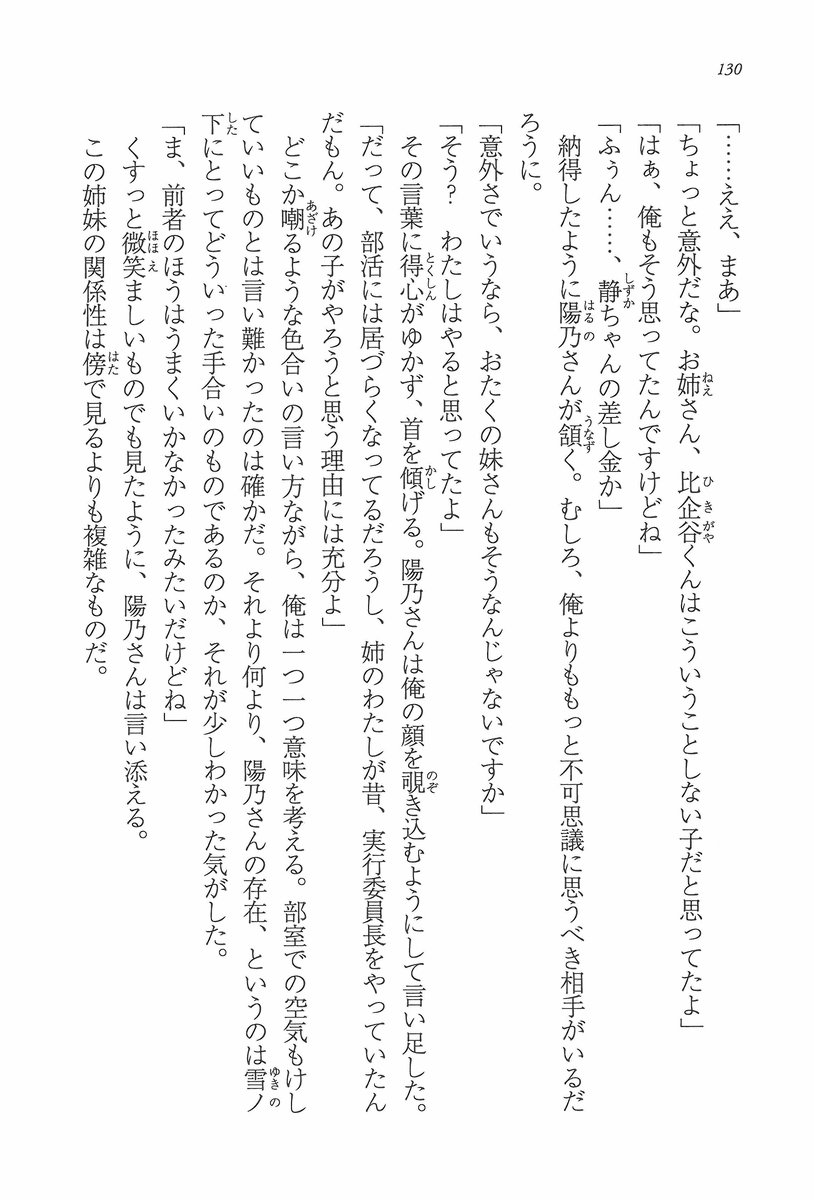 130
「……ええ、まあ」
「ちょっと意外だな。お姉さん、比企谷くんはこういうことしない子だと思ってたよ」
「はぁ、俺もそう思ってたんですけどね」
「ふぅん……、静ちゃんの差し金か」
　納得したように陽乃さんが頷く。むしろ、俺よりももっと不可思議に思うべき相手がいるだ
ろうに。
「意外さでいうなら、おたくの妹さんもそうなんじゃないですか」
「そう？　わたしはやると思ってたよ」
　その言葉に得心がゆかず、首を傾げる。陽乃さんは俺の顔を覗き込むようにして言い足した。
「だって、部活には居づらくなってるだろうし、姉のわたしが昔、実行委員長をやっていたん
だもん。あの子がやろうと思う理由には充分よ」
　どこか嘲るような色合いの言い方ながら、俺は一つ一つ意味を考える。部室での空気もけし
ていいものとは言い難かったのは確かだ。それより何より、陽乃さんの存在、というのは雪ノ
下にとってどういった手合いのものであるのか、それが少しわかった気がした。
「ま、前者のほうはうまくいかなかったみたいだけどね」
　くすっと微笑ましいものでも見たように、陽乃さんは言い添える。
　この姉妹の関係性は傍で見るよりも複雑なものだ。